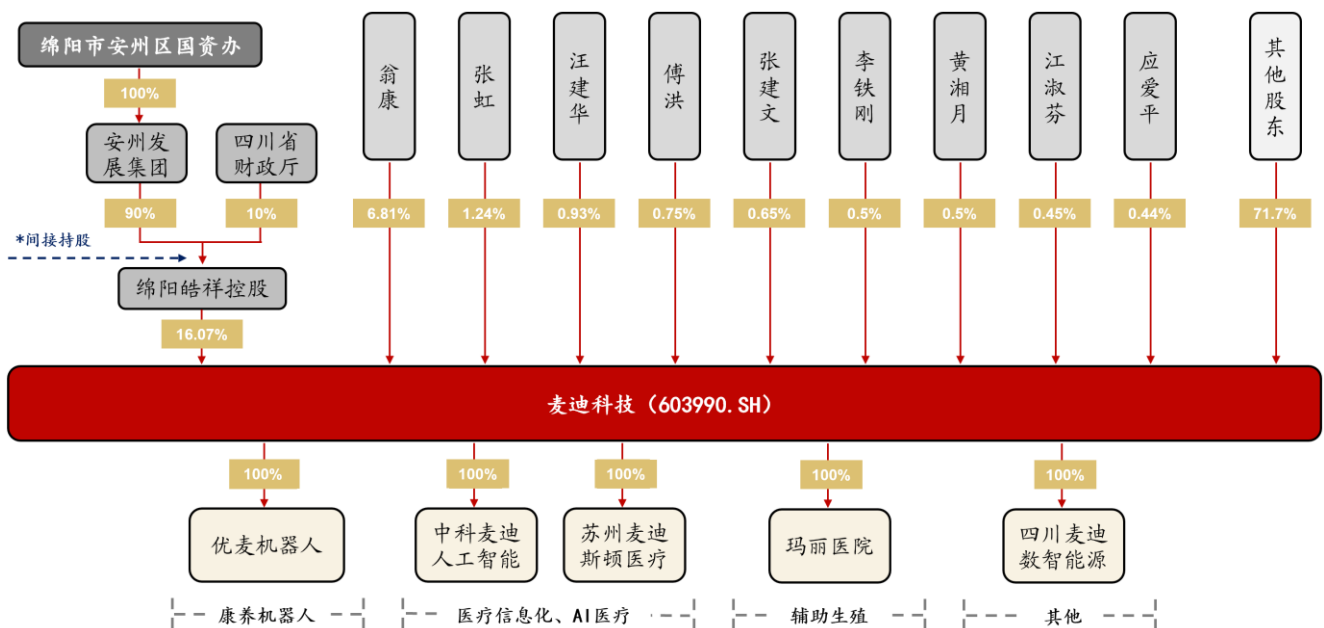 绵阳市安州区国资办
100%
安州发
展集团
四川省
财政厅
90%
10%
*间接持股
绵阳皓祥控股
16.07%
翁康
张虹
汪建华
傅洪
张建文
李铁刚
黄湘月
江淑芬
应爱平
其他股东
6.81%
1.24%
0.93%
0.75%
0.65%
0.5%
0.5%
0.45%
0.44%
71.7%
麦迪科技（603990.SH）
100%
100%
100%
100%
100%
优麦机器人
中科麦迪
人工智能
苏州麦迪
斯顿医疗
玛丽医院
四川麦迪
数智能源
康养机器人
医疗信息化、AI医疗
辅助生殖
其他